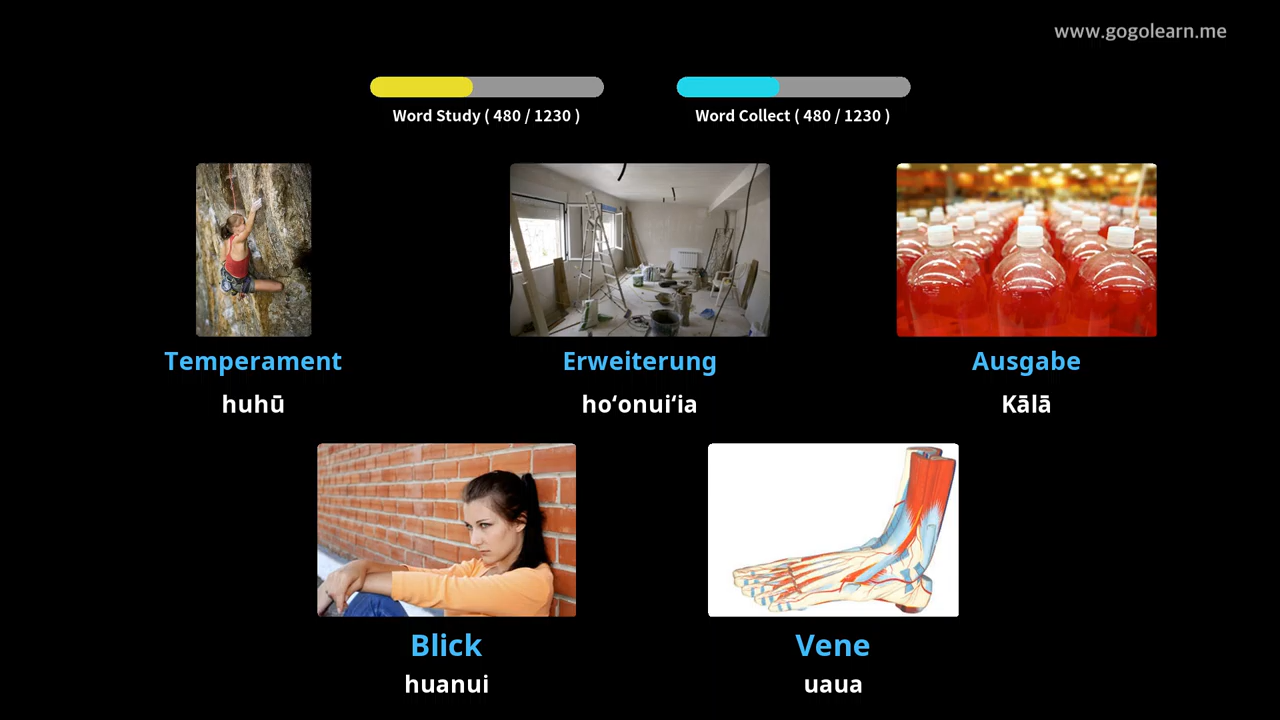 www.gogolearn.me
Word Study ( 480 / 1230 )
Word Collect ( 480 / 1230 )
Temperament
Erweiterung
Ausgabe
huhū
hoʻonuiʻia
Kālā
Blick
Vene
huanui
uaua